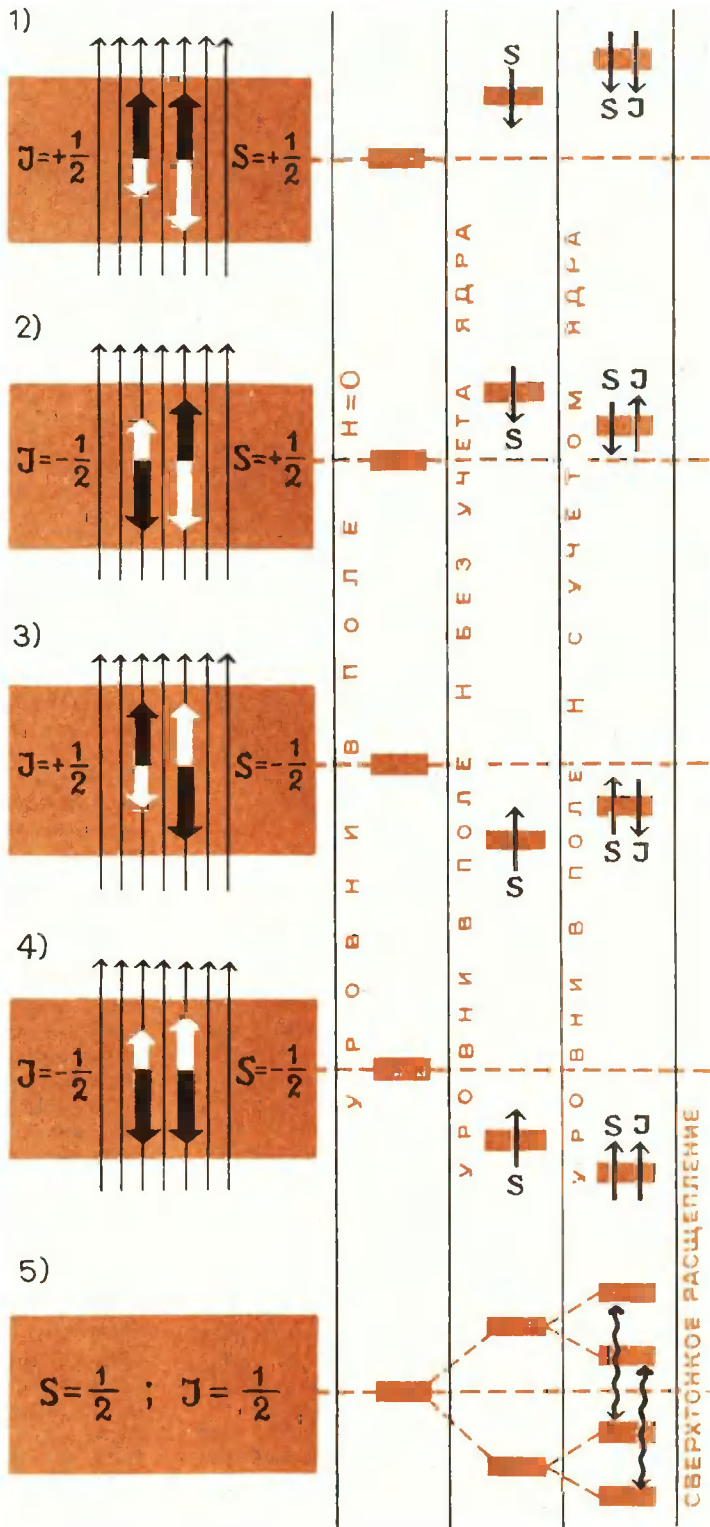 1)
J=+1/2
S=+1/2
S
S J
2)
J=-1/2
S=+1/2
S
S J
3)
J=+1/2
S=-1/2
S
S J
4)
J=-1/2
S=-1/2
S
S J
5)
S=1/2 ; J=1/2
УРОВНИ В ПОЛЕ H=0
УРОВНИ В ПОЛЕ H БЕЗ УЧЕТА ЯДРА
УРОВНИ В ПОЛЕ H С УЧЕТОМ ЯДРА
СВЕРХТОНКОЕ РАСЩЕПЛЕНИЕ